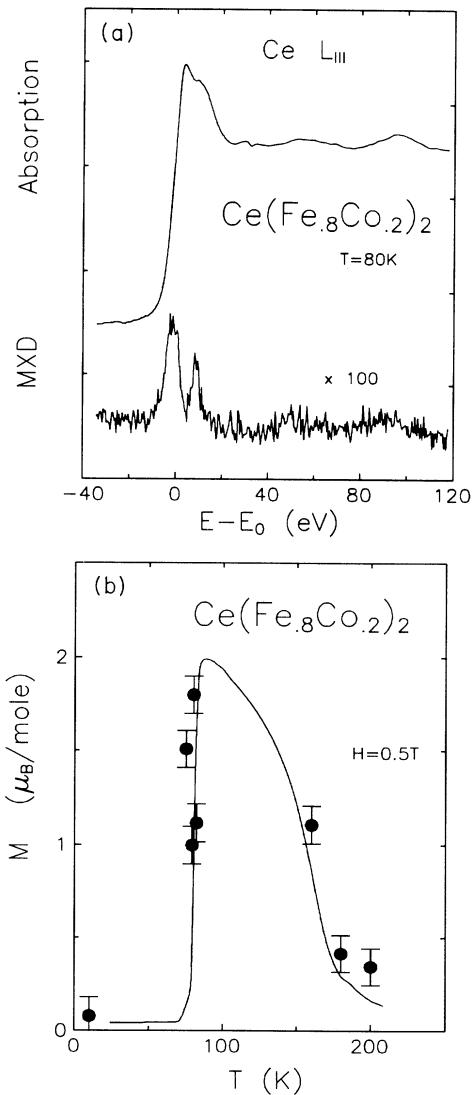 (a)
Ce L_III
Absorption
Ce(Fe.8Co.2)2
T=80K
MXD
x 100
-40 0 40 80 120
E-E0 (eV)
(b)
Ce(Fe.8Co.2)2
2
H=0.5T
M (μB/mole)
1
0
0 100 200
T (K)